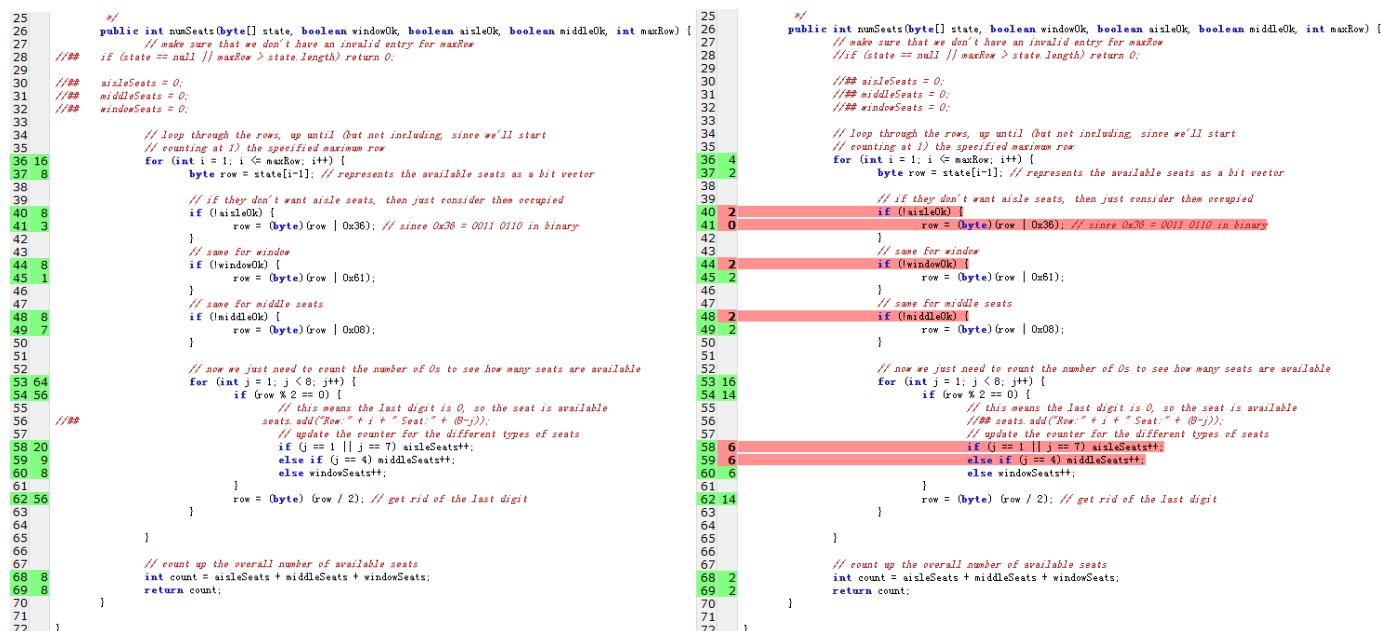 25 */
26 public int numSeats(byte[] state, boolean windowOk, boolean aisleOk, boolean middleOk, int maxRow) {
27 // make sure that we don't have an invalid entry for maxRow
28 //## if (state == null || maxRow > state.length) return 0;
29
30 //## aisleSeats = 0;
31 //## middleSeats = 0;
32 //## windowSeats = 0;
33
34 // loop through the rows, up until (but not including, since we'll start
35 // counting at 1) the specified maximum row
36 16 for (int i = 1; i <= maxRow; i++) {
37 8 byte row = state[i-1]; // represents the available seats as a bit vector
38
39 // if they don't want aisle seats, then just consider them occupied
40 8 if (!aisleOk) {
41 3 row = (byte)(row | 0x36); // since 0x36 = 0011 0110 in binary
42 }
43 // same for window
44 8 if (!windowOk) {
45 1 row = (byte)(row | 0x61);
46 }
47 // same for middle seats
48 8 if (!middleOk) {
49 7 row = (byte)(row | 0x08);
50 }
51
52 // now we just need to count the number of 0s to see how many seats are available
53 64 for (int j = 1; j < 8; j++) {
54 56 if (row % 2 == 0) {
55 // this means the last digit is 0, so the seat is available
56 //## seats.add("Row:" + i + " Seat:" + (8-j));
57 // update the counter for the different types of seats
58 20 if (j == 1 || j == 7) aisleSeats++;
59 9 else if (j == 4) middleSeats++;
60 8 else windowSeats++;
61 }
62 56 row = (byte) (row / 2); // get rid of the last digit
63 }
64
65 }
66
67 // count up the overall number of available seats
68 8 int count = aisleSeats + middleSeats + windowSeats;
69 8 return count;
70 }
71
72 }
25 */
26 public int numSeats(byte[] state, boolean windowOk, boolean aisleOk, boolean middleOk, int maxRow) {
27 // make sure that we don't have an invalid entry for maxRow
28 //if (state == null || maxRow > state.length) return 0;
29
30 //## aisleSeats = 0;
31 //## middleSeats = 0;
32 //## windowSeats = 0;
33
34 // loop through the rows, up until (but not including, since we'll start
35 // counting at 1) the specified maximum row
36 4 for (int i = 1; i <= maxRow; i++) {
37 2 byte row = state[i-1]; // represents the available seats as a bit vector
38
39 // if they don't want aisle seats, then just consider them occupied
40 2 if (!aisleOk) {
41 0 row = (byte)(row | 0x36); // since 0x36 = 0011 0110 in binary
42 }
43 // same for window
44 2 if (!windowOk) {
45 2 row = (byte)(row | 0x61);
46 }
47 // same for middle seats
48 2 if (!middleOk) {
49 2 row = (byte)(row | 0x08);
50 }
51
52 // now we just need to count the number of 0s to see how many seats are available
53 16 for (int j = 1; j < 8; j++) {
54 14 if (row % 2 == 0) {
55 // this means the last digit is 0, so the seat is available
56 //## seats.add("Row:" + i + " Seat:" + (8-j));
57 // update the counter for the different types of seats
58 6 if (j == 1 || j == 7) aisleSeats++;
59 6 else if (j == 4) middleSeats++;
60 6 else windowSeats++;
61 }
62 14 row = (byte) (row / 2); // get rid of the last digit
63 }
64
65 }
66
67 // count up the overall number of available seats
68 2 int count = aisleSeats + middleSeats + windowSeats;
69 2 return count;
70 }
71
72 }